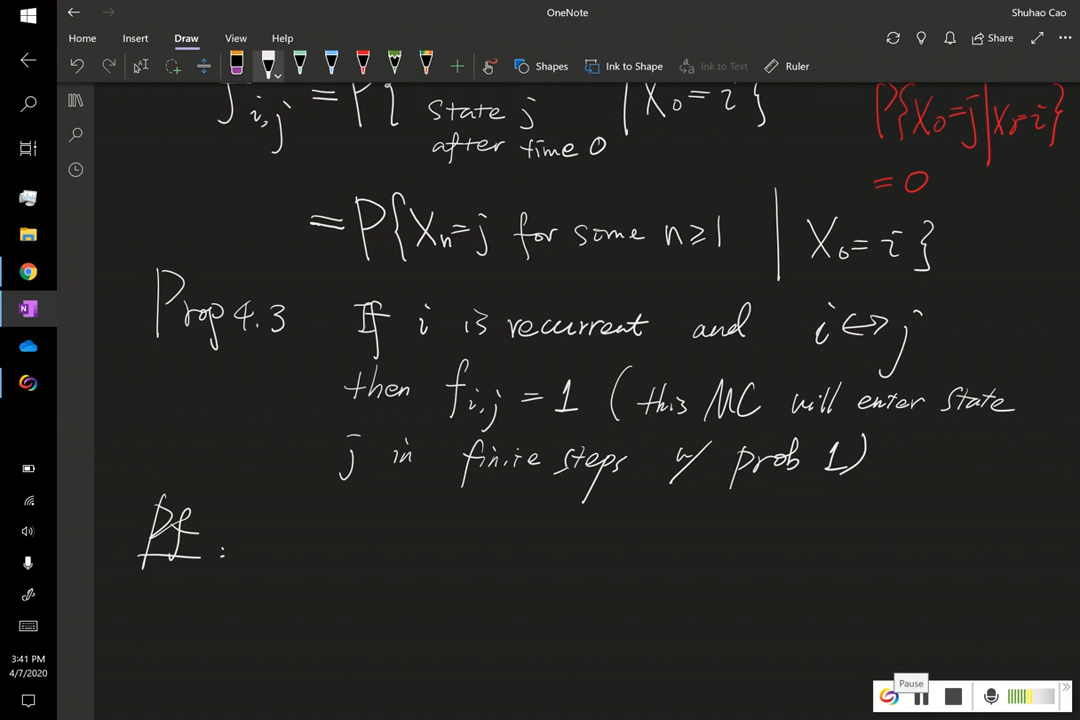 OneNote
Shuhao Cao
Home Insert Draw View Help
Share
Shapes Ink to Shape Ink to Text Ruler
f i,j = P{ state j | X₀ = i }
after time 0
P{X₀=j|X₀=i}
= 0
= P{Xₙ=j for some n≥1 | X₀=i}
Prop 4.3 If i is recurrent and i ↔ j
then f i,j = 1 (this MC will enter state
j in finite steps w/ prob 1)
Pf :
3:41 PM
4/7/2020
Pause